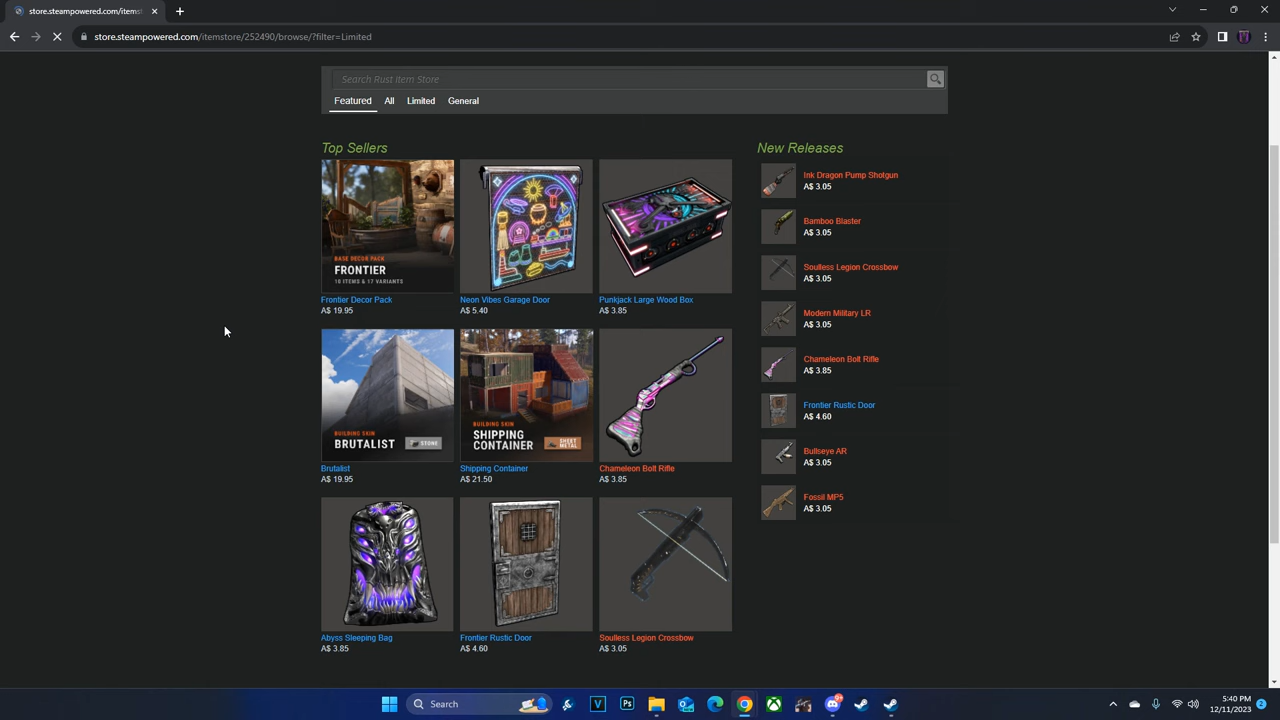 store.steampowered.com/itemst
store.steampowered.com/itemstore/252490/browse/?filter=Limited
Search Rust Item Store
Featured All Limited General
Top Sellers
BASE DECOR PACK
FRONTIER
18 ITEMS & 17 VARIANTS
Frontier Decor Pack
A$ 19.95
Neon Vibes Garage Door
A$ 5.40
Punkjack Large Wood Box
A$ 3.85
BUILDING SKIN
BRUTALIST
STONE
Brutalist
A$ 19.95
BUILDING SKIN
SHIPPING
CONTAINER
SHEET
METAL
Shipping Container
A$ 21.50
Chameleon Bolt Rifle
A$ 3.85
Abyss Sleeping Bag
A$ 3.85
Frontier Rustic Door
A$ 4.60
Soulless Legion Crossbow
A$ 3.05
New Releases
Ink Dragon Pump Shotgun
A$ 3.05
Bamboo Blaster
A$ 3.05
Soulless Legion Crossbow
A$ 3.05
Modern Military LR
A$ 3.05
Chameleon Bolt Rifle
A$ 3.85
Frontier Rustic Door
A$ 4.60
Bullseye AR
A$ 3.05
Fossil MP5
A$ 3.05
Search
V
Ps
9+
5:40 PM
12/11/2023
2